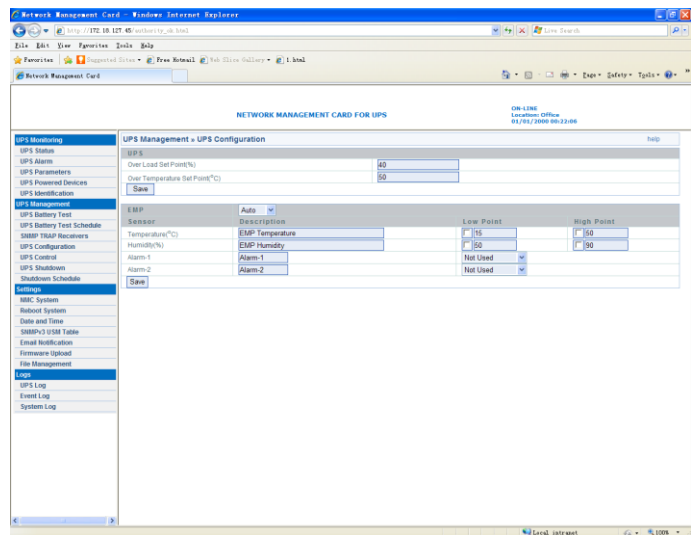 Network Management Card - Windows Internet Explorer
http://172.18.127.45/authority_ok.html
Live Search
File Edit View Favorites Tools Help
Favorites Suggested Sites Free Hotmail Web Slice Gallery 1.html
Network Management Card
Page Safety Tools
NETWORK MANAGEMENT CARD FOR UPS
ON-LINE
Location: Office
01/01/2000 00:22:06
UPS Monitoring
UPS Status
UPS Alarm
UPS Parameters
UPS Powered Devices
UPS Identification
UPS Management
UPS Battery Test
UPS Battery Test Schedule
SNMP TRAP Receivers
UPS Configuration
UPS Control
UPS Shutdown
Shutdown Schedule
Settings
NMC System
Reboot System
Date and Time
SNMPv3 USM Table
Email Notification
Firmware Upload
File Management
Logs
UPS Log
Event Log
System Log
UPS Management » UPS Configuration help
UPS
Over Load Set Point(%) 40
Over Temperature Set Point(°C) 50
Save
EMP Auto
Sensor Description Low Point High Point
Temperature(°C) EMP Temperature 15 50
Humidity(%) EMP Humidity 50 90
Alarm-1 Alarm-1 Not Used
Alarm-2 Alarm-2 Not Used
Save
Local intranet 100%